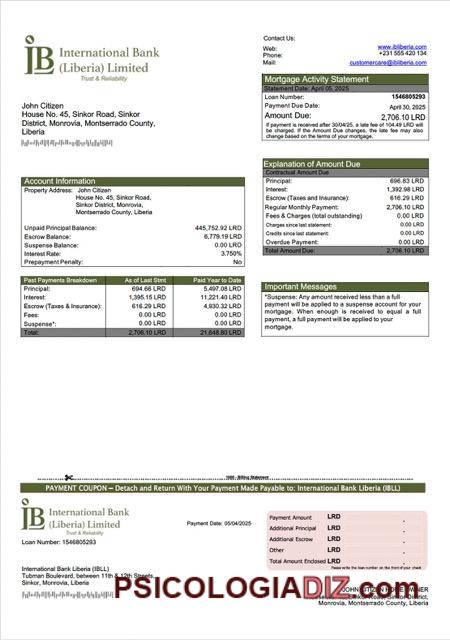 Contact Us:
Web: www.ibliberia.com
Phone: +231 555 420 134
Mail: customercare@ibliberia.com
IB International Bank
(Liberia) Limited
Trust & Reliability
Mortgage Activity Statement
Statement Date: April 05, 2025
Loan Number: 1546805293
Payment Due Date: April 30, 2025
Amount Due: 2,706.10 LRD
If payment is received after 30/04/25, a late fee of 104.49 LRD will
be charged. If the Amount Due changes, the late fee may also
change based on the terms of your mortgage.
John Citizen
House No. 45, Sinkor Road, Sinkor
District, Monrovia, Montserrado County,
Liberia
Explanation of Amount Due
Contractual Amount Due
Principal: 696.83 LRD
Interest: 1,392.98 LRD
Escrow (Taxes and Insurance): 616.29 LRD
Regular Monthly Payment: 2,706.10 LRD
Fees & Charges (total outstanding) 0.00 LRD
Charges since last statement: 0.00 LRD
Credits since last statement: 0.00 LRD
Overdue Payment: 0.00 LRD
Total Amount Due: 2,706.10 LRD
Account Information
Property Address: John Citizen
House No. 45, Sinkor Road,
Sinkor District, Monrovia,
Montserrado County, Liberia
Unpaid Principal Balance: 445,752.92 LRD
Escrow Balance: 6,779.19 LRD
Suspense Balance: 0.00 LRD
Interest Rate: 3.750%
Prepayment Penalty: No
Past Payments Breakdown As of Last Stmt Paid Year to Date
Principal: 694.66 LRD 5,497.08 LRD
Interest: 1,395.15 LRD 11,221.40 LRD
Escrow (Taxes & Insurance): 616.29 LRD 4,930.32 LRD
Fees: 0.00 LRD 0.00 LRD
Suspense*: 0.00 LRD 0.00 LRD
Total: 2,706.10 LRD 21,648.80 LRD
Important Messages
*Suspense: Any amount received less than a full
payment will be applied to a suspense account for your
mortgage. When enough is received to equal a full
payment, a full payment will be applied to your
mortgage.
Billing Statement
PAYMENT COUPON – Detach and Return With Your Payment Made Payable to: International Bank Liberia (IBLL)
IB International Bank
(Liberia) Limited
Trust & Reliability
Loan Number: 1546805293
Payment Date: 05/04/2025
Payment Amount LRD .
Additional Principal LRD .
Additional Escrow LRD .
Other LRD .
Total Amount Enclosed LRD .
Please write the loan number on the front of your check
International Bank Liberia (IBLL)
Tubman Boulevard, between 11th & 12th Streets,
PSICOLOGIADIZ.com
JOHN CITIZEN HOMEOWNER
Sinkor District,
Monrovia, Montserrado County, Liberia